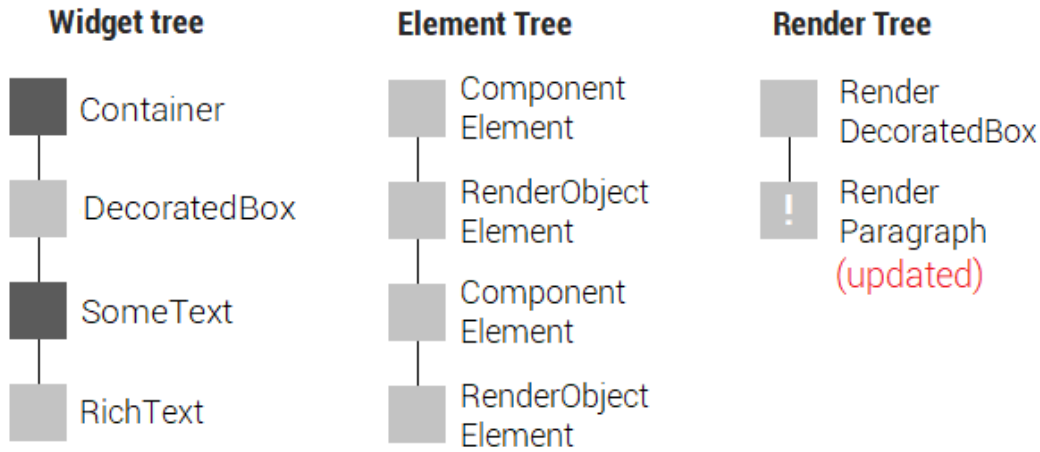 Widget tree
Container
DecoratedBox
SomeText
RichText
Element Tree
Component
Element
RenderObject
Element
Component
Element
RenderObject
Element
Render Tree
Render
DecoratedBox
!
Render
Paragraph
(updated)